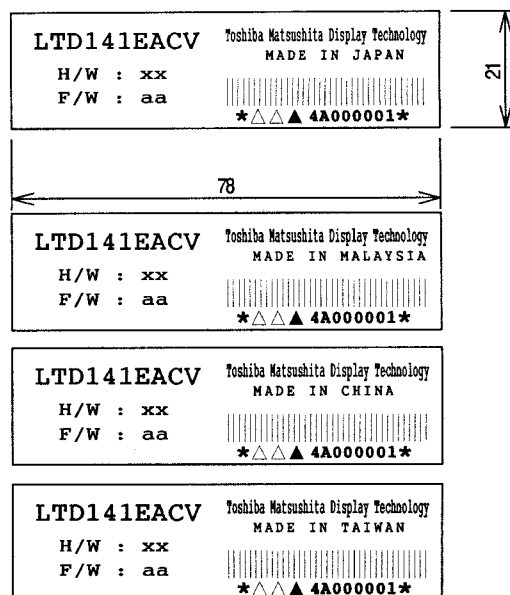 LTD141EACV
H/W : xx
F/W : aa
Toshiba Matsushita Display Technology
MADE IN JAPAN
*△△▲4A000001*
21
78
LTD141EACV
H/W : xx
F/W : aa
Toshiba Matsushita Display Technology
MADE IN MALAYSIA
*△△▲4A000001*
LTD141EACV
H/W : xx
F/W : aa
Toshiba Matsushita Display Technology
MADE IN CHINA
*△△▲4A000001*
LTD141EACV
H/W : xx
F/W : aa
Toshiba Matsushita Display Technology
MADE IN TAIWAN
*△△▲4A000001*